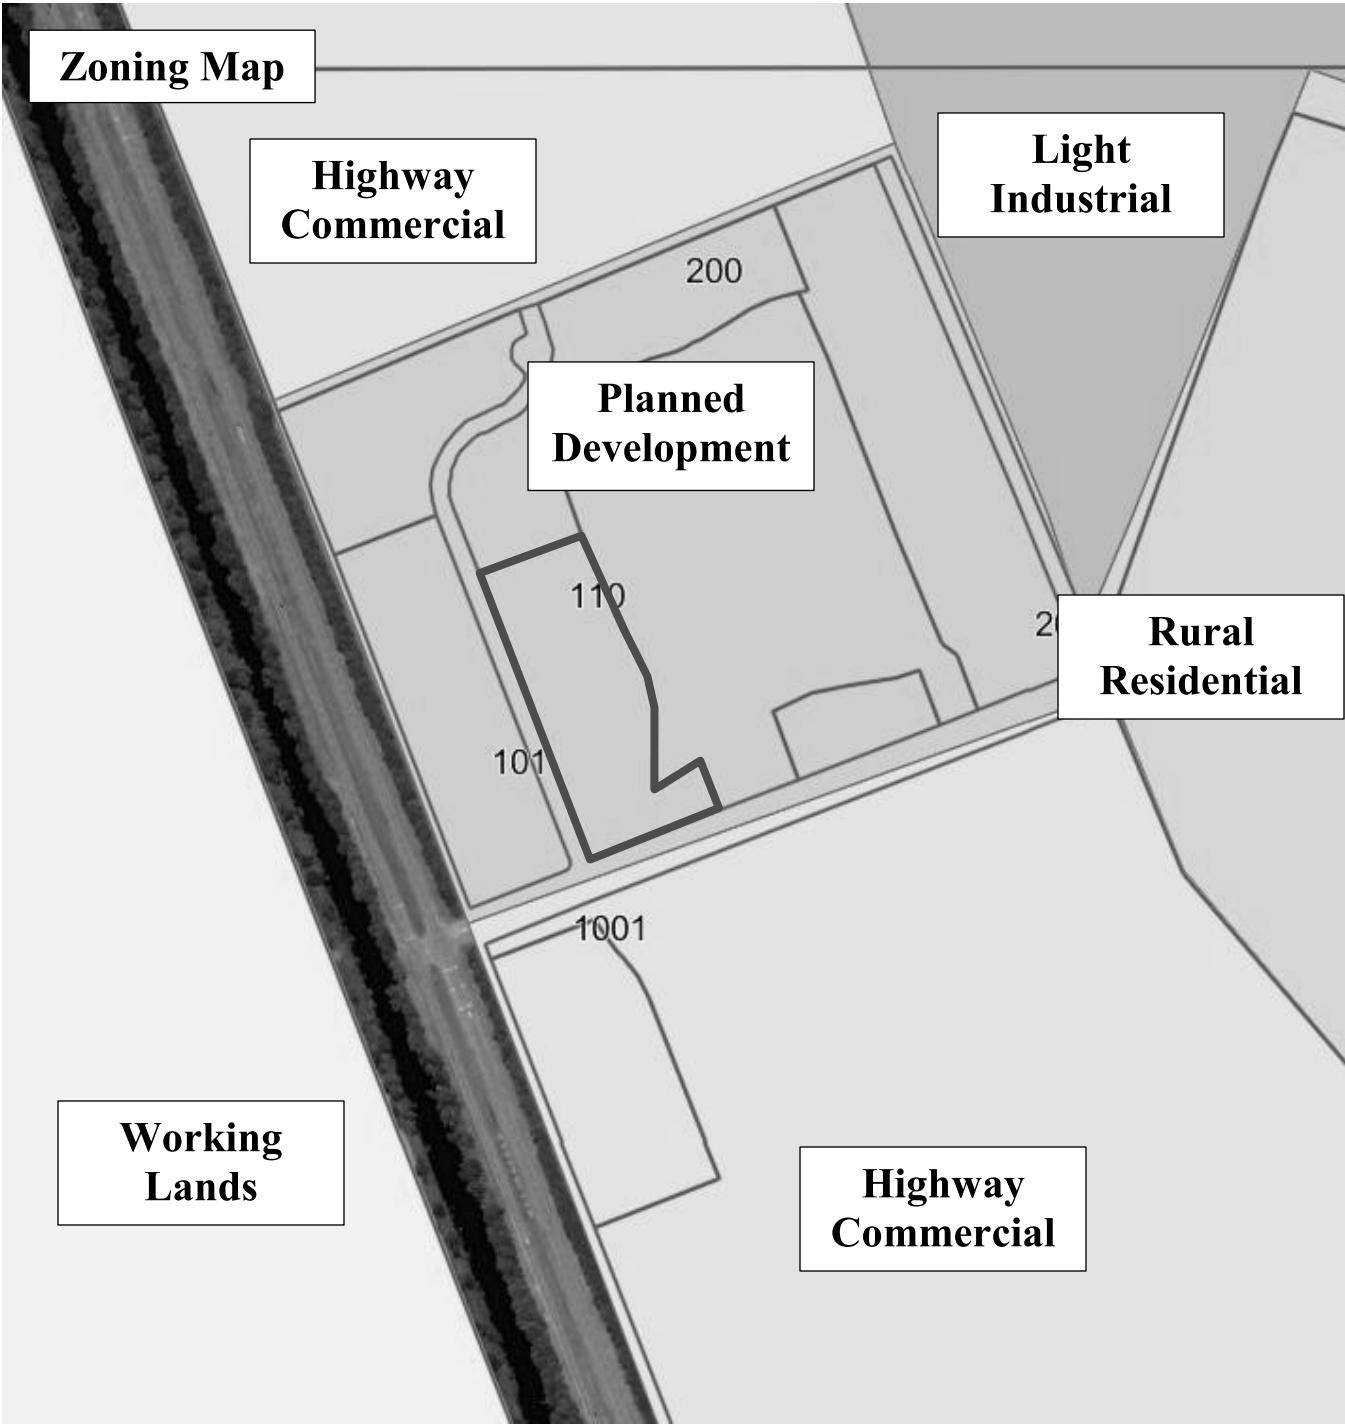 Zoning Map
Highway
Commercial
Light
Industrial
200
Planned
Development
110
Rural
Residential
101
1001
Working
Lands
Highway
Commercial